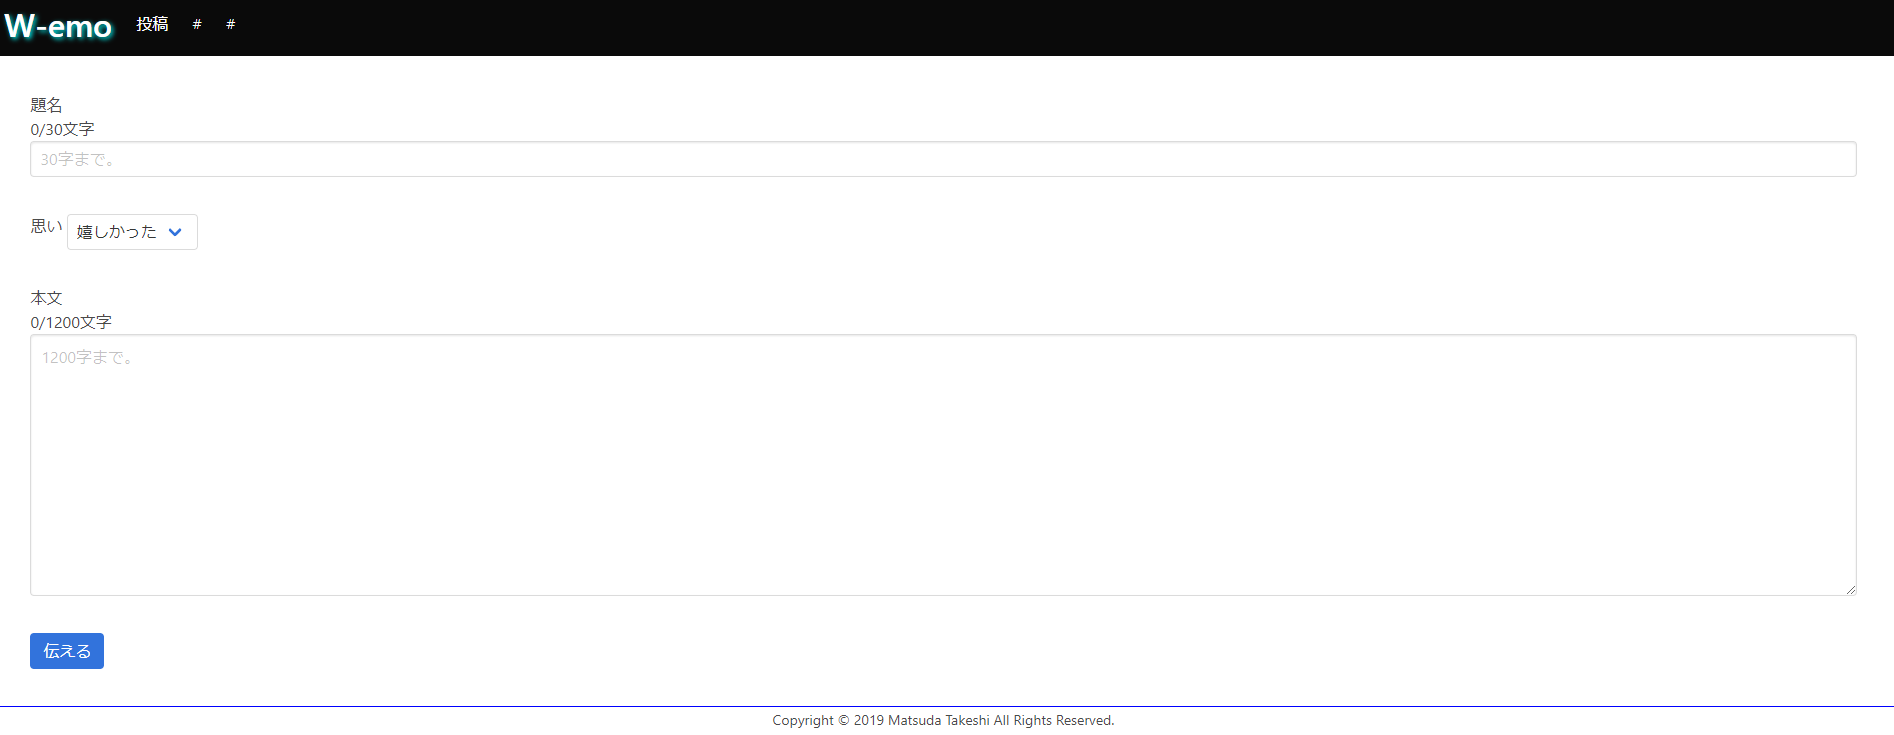 W-emo 投稿 # #
題名
0/30文字
30字まで。
思い 嬉しかった
本文
0/1200文字
1200字まで。
伝える
Copyright © 2019 Matsuda Takeshi All Rights Reserved.